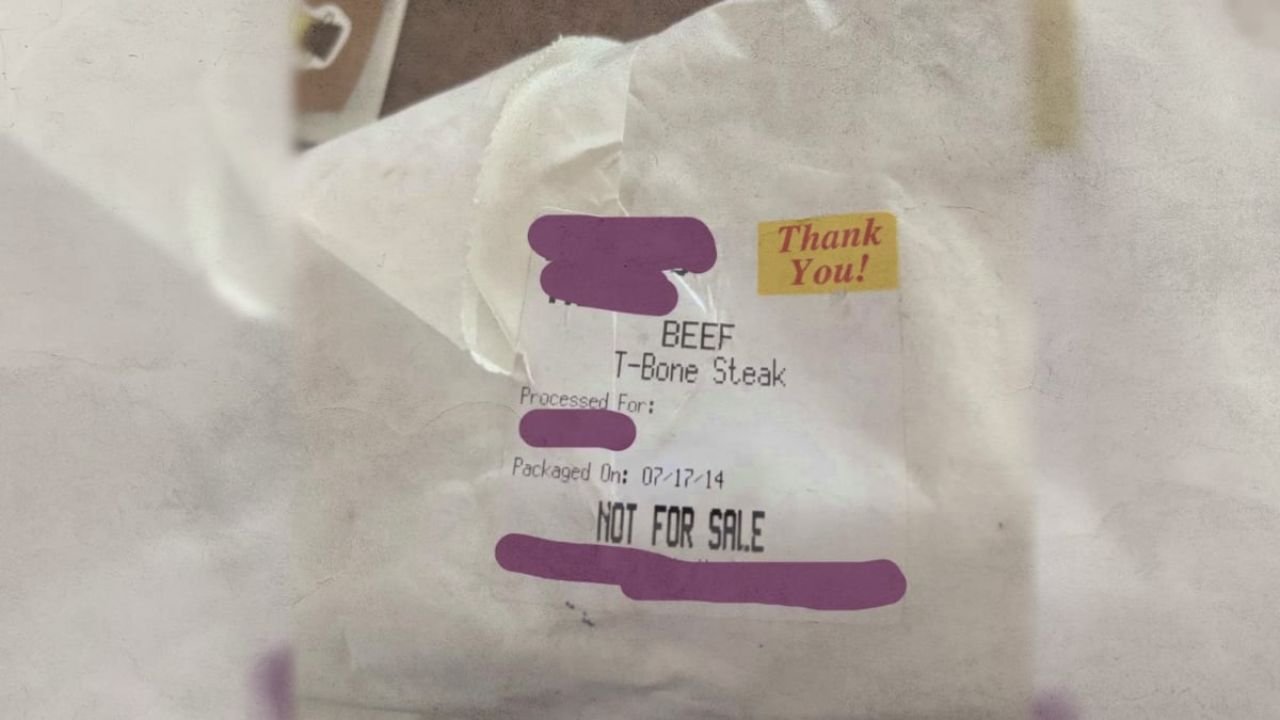 Thank
You!
BEEF
T-Bone Steak
Processed For:
Packaged On: 07/17/14
NOT FOR SALE